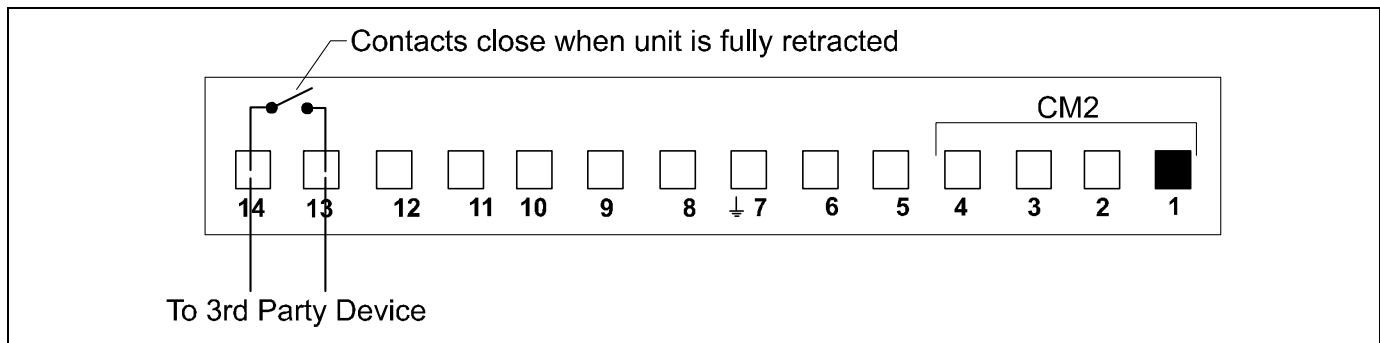 Contacts close when unit is fully retracted
CM2
14 13 12 11 10 9 8 ⏚ 7 6 5 4 3 2 1
To 3rd Party Device